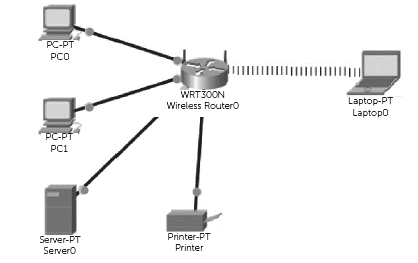 PC-PT
PC0
WRT300N
Wireless Router0
Laptop-PT
Laptop0
PC-PT
PC1
Server-PT
Server0
Printer-PT
Printer